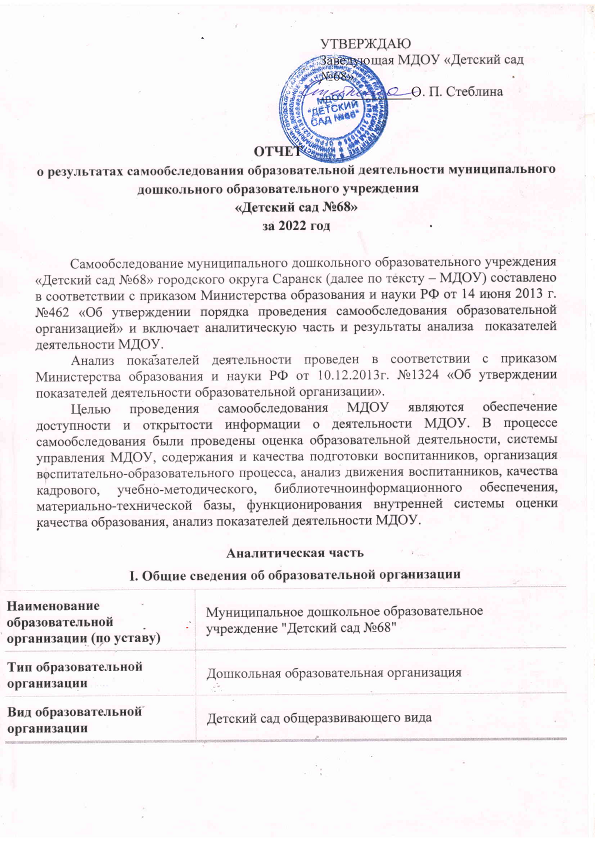 УТВЕРЖДАЮ
Заведующая МДОУ «Детский сад
№68»
О. П. Стеблина
МДОУ
"ДЕТСКИЙ
САД №68"
ОТЧЕТ
о результатах самообследования образовательной деятельности муниципального
дошкольного образовательного учреждения
«Детский сад №68»
за 2022 год
Самообследование муниципального дошкольного образовательного учреждения
«Детский сад №68» городского округа Саранск (далее по тексту – МДОУ) составлено
в соответствии с приказом Министерства образования и науки РФ от 14 июня 2013 г.
№462 «Об утверждении порядка проведения самообследования образовательной
организацией» и включает аналитическую часть и результаты анализа показателей
деятельности МДОУ.
Анализ показателей деятельности проведен в соответствии с приказом
Министерства образования и науки РФ от 10.12.2013г. №1324 «Об утверждении
показателей деятельности образовательной организации».
Целью проведения самообследования МДОУ являются обеспечение
доступности и открытости информации о деятельности МДОУ. В процессе
самообследования были проведены оценка образовательной деятельности, системы
управления МДОУ, содержания и качества подготовки воспитанников, организация
воспитательно-образовательного процесса, анализ движения воспитанников, качества
кадрового, учебно-методического, библиотечноинформационного обеспечения,
материально-технической базы, функционирования внутренней системы оценки
качества образования, анализ показателей деятельности МДОУ.
Аналитическая часть
I. Общие сведения об образовательной организации
Наименование
образовательной
организации (по уставу)
Муниципальное дошкольное образовательное
учреждение "Детский сад №68"
Тип образовательной
организации
Дошкольная образовательная организация
Вид образовательной
организации
Детский сад общеразвивающего вида